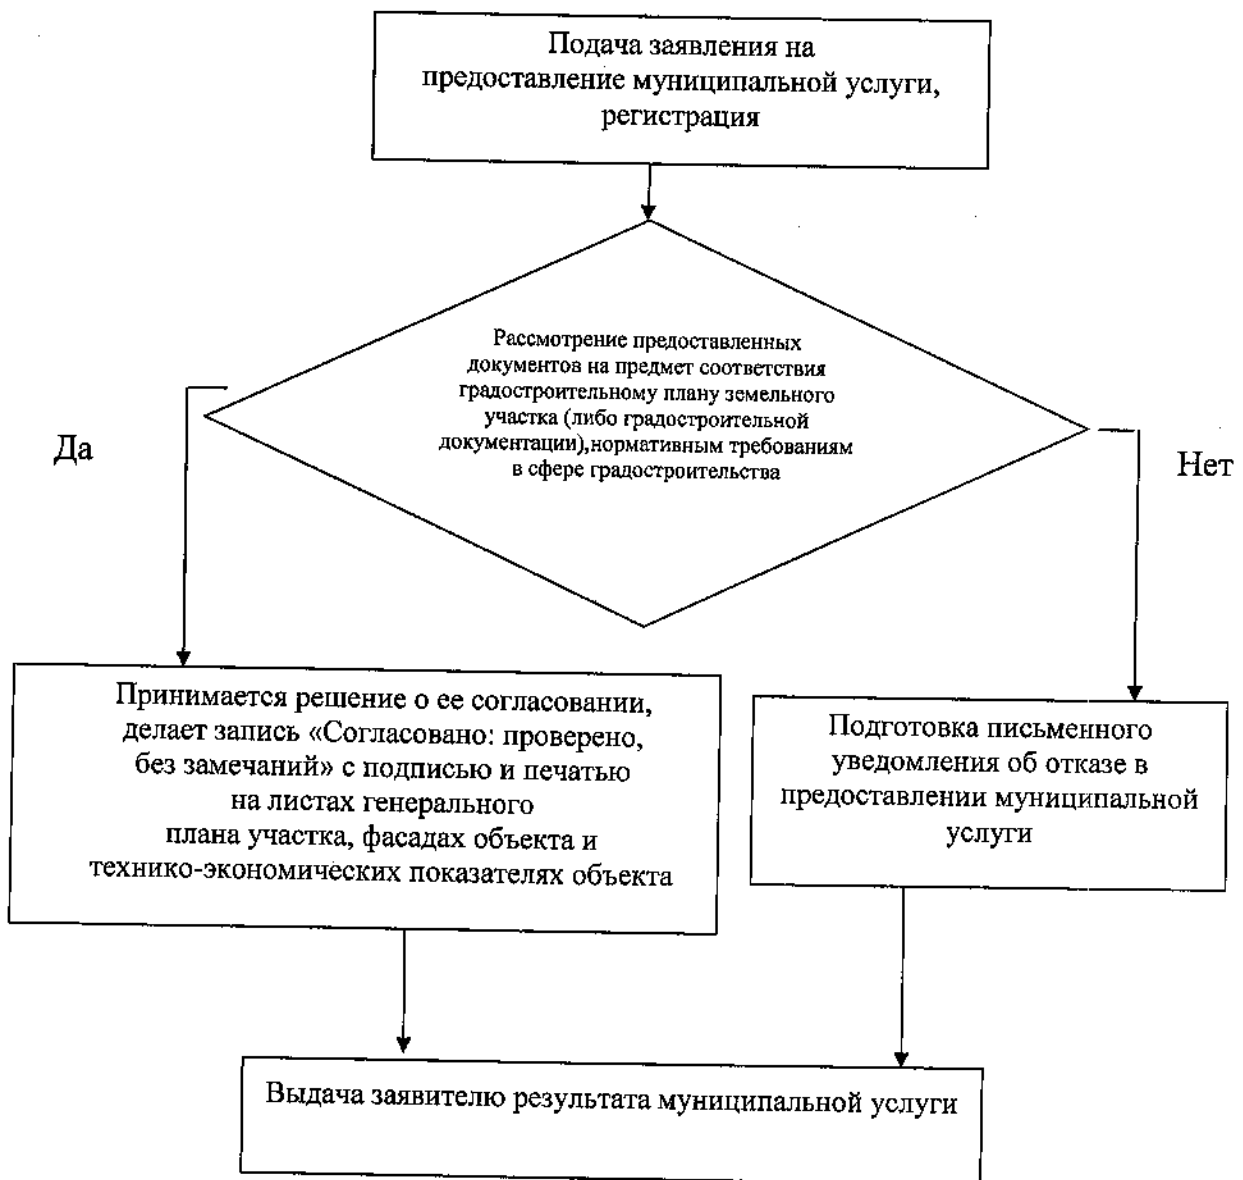 Подача заявления на
предоставление муниципальной услуги,
регистрация
Рассмотрение предоставленных
документов на предмет соответствия
градостроительному плану земельного
участка (либо градостроительной
документации),нормативным требованиям
в сфере градостроительства
Да
Нет
Принимается решение о ее согласовании,
делает запись «Согласовано: проверено,
без замечаний» с подписью и печатью
на листах генерального
плана участка, фасадах объекта и
технико-экономических показателях объекта
Подготовка письменного
уведомления об отказе в
предоставлении муниципальной
услуги
Выдача заявителю результата муниципальной услуги